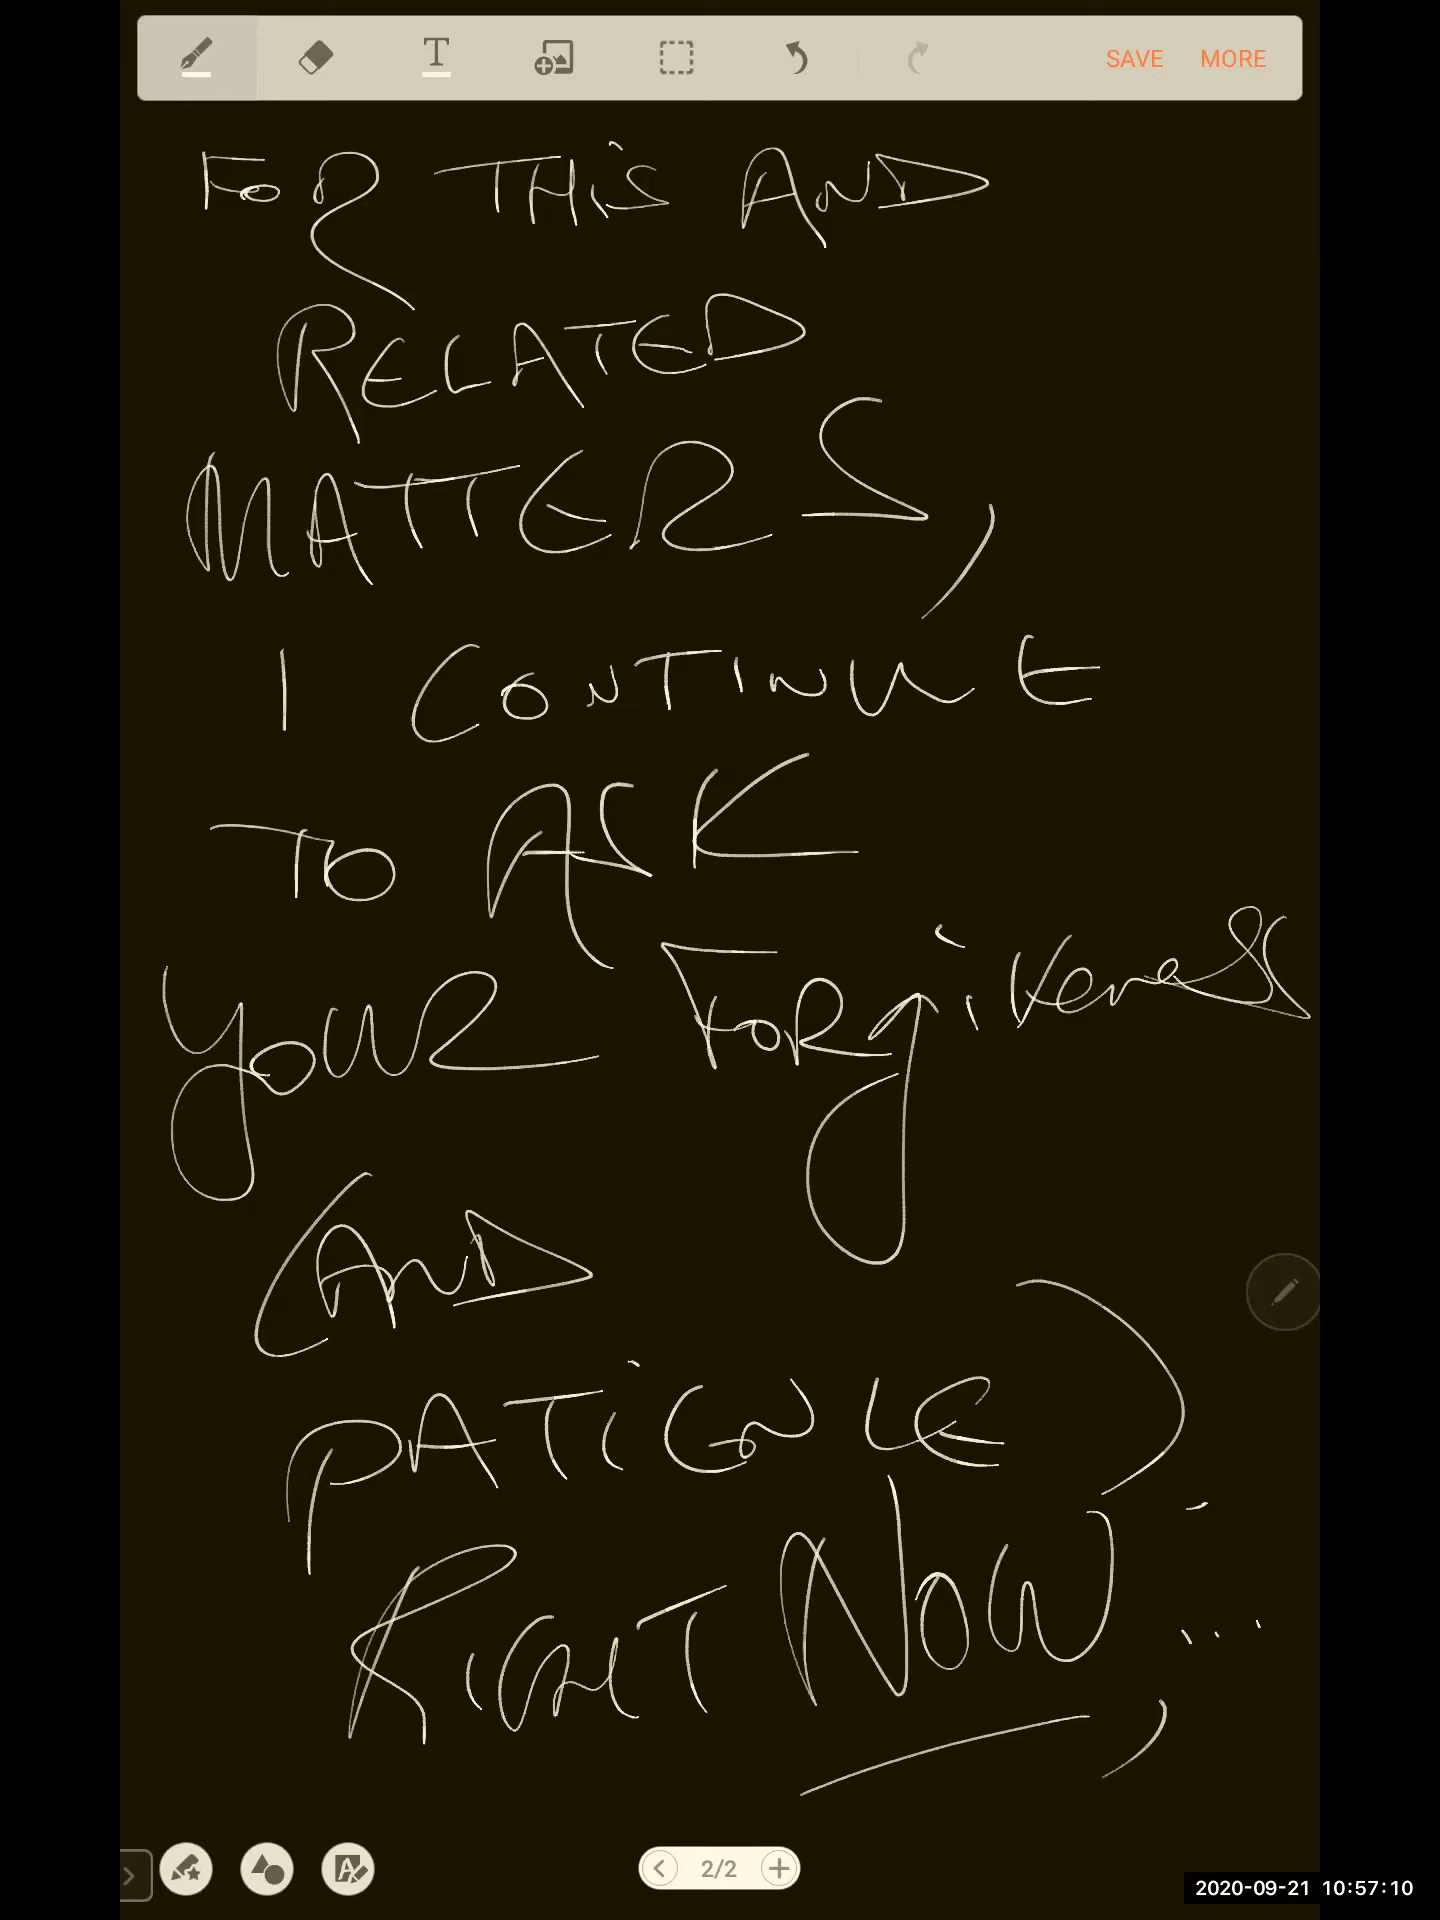 T
SAVE MORE
FOR THIS AND
RELATED
MATTERS,
I CONTINUE
TO ASK
YOUR FORgiveness
(AND
PATIENCE)
RIGHT NOW...,
A
2/2
2020-09-21 10:57:10